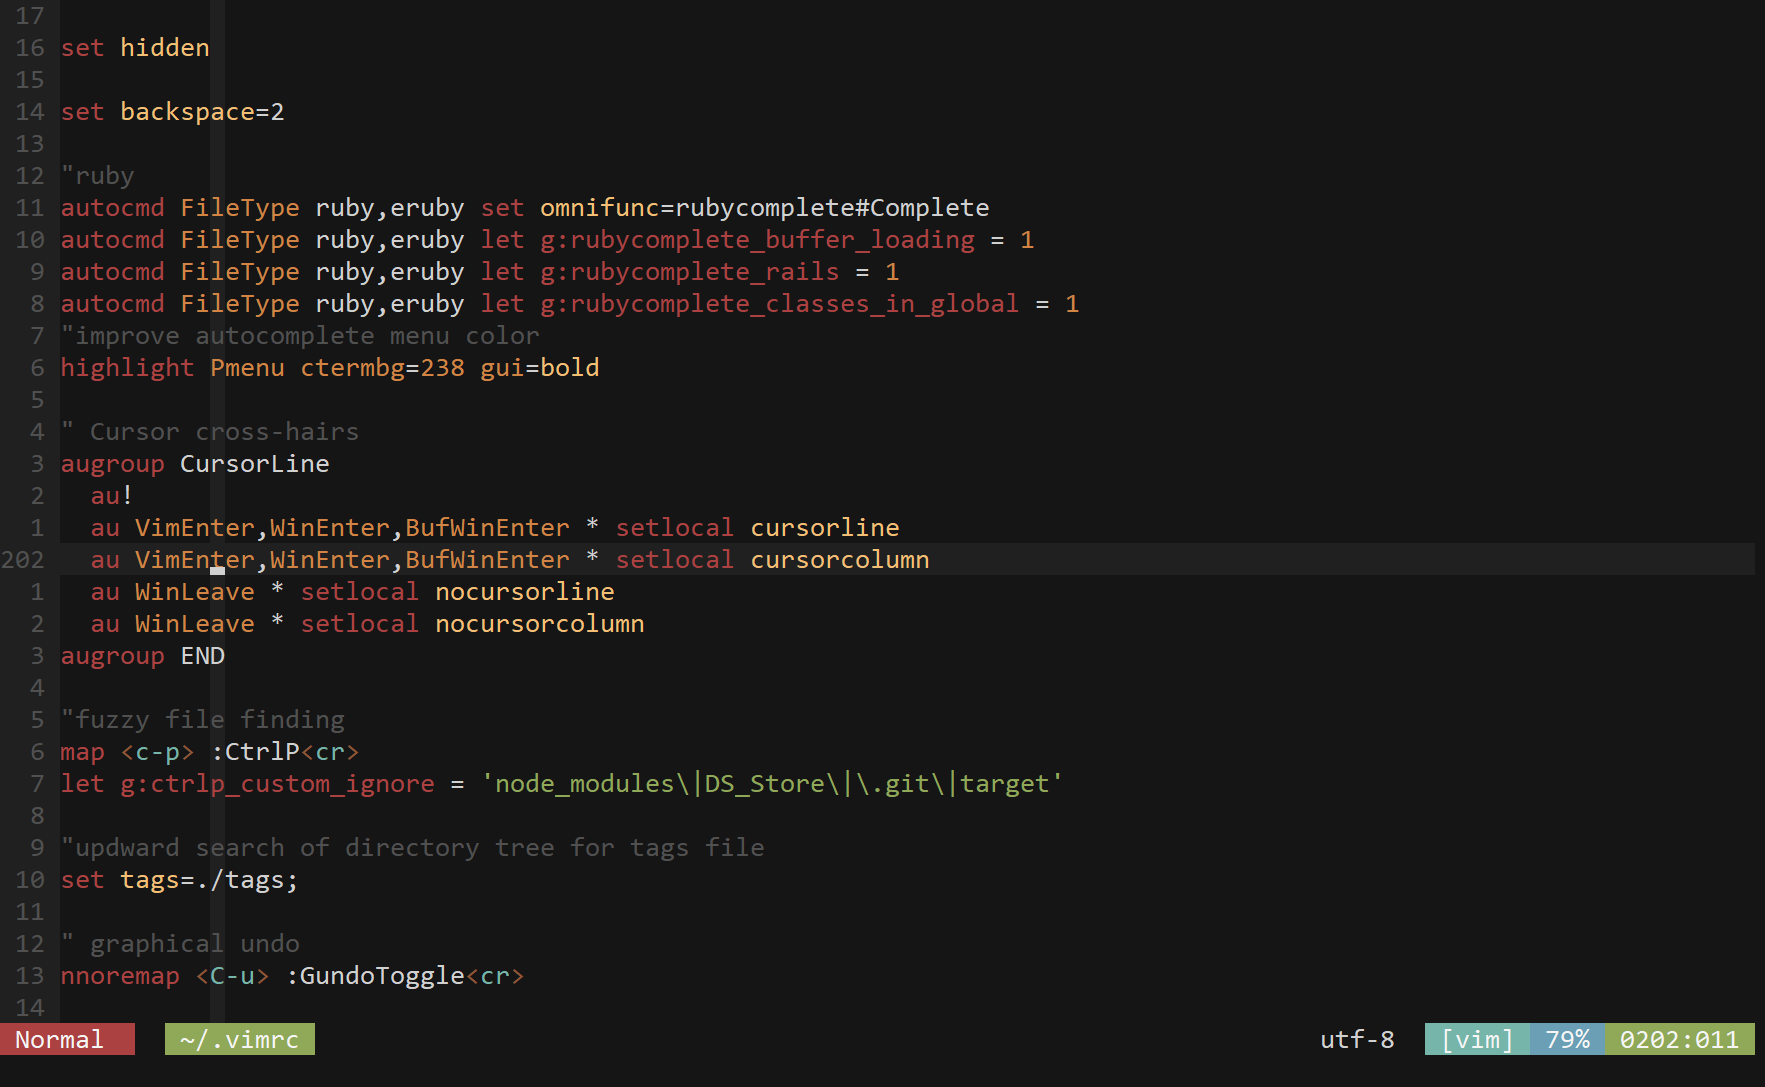 17
16 set hidden
15
14 set backspace=2
13
12 "ruby
11 autocmd FileType ruby,eruby set omnifunc=rubycomplete#Complete
10 autocmd FileType ruby,eruby let g:rubycomplete_buffer_loading = 1
9 autocmd FileType ruby,eruby let g:rubycomplete_rails = 1
8 autocmd FileType ruby,eruby let g:rubycomplete_classes_in_global = 1
7 "improve autocomplete menu color
6 highlight Pmenu ctermbg=238 gui=bold
5
4 " Cursor cross-hairs
3 augroup CursorLine
2   au!
1   au VimEnter,WinEnter,BufWinEnter * setlocal cursorline
202   au VimEnter,WinEnter,BufWinEnter * setlocal cursorcolumn
1   au WinLeave * setlocal nocursorline
2   au WinLeave * setlocal nocursorcolumn
3 augroup END
4
5 "fuzzy file finding
6 map <c-p> :CtrlP<cr>
7 let g:ctrlp_custom_ignore = 'node_modules\|DS_Store\|\.git\|target'
8
9 "updward search of directory tree for tags file
10 set tags=./tags;
11
12 " graphical undo
13 nnoremap <C-u> :GundoToggle<cr>
14
Normal ~/.vimrc utf-8 [vim] 79% 0202:011